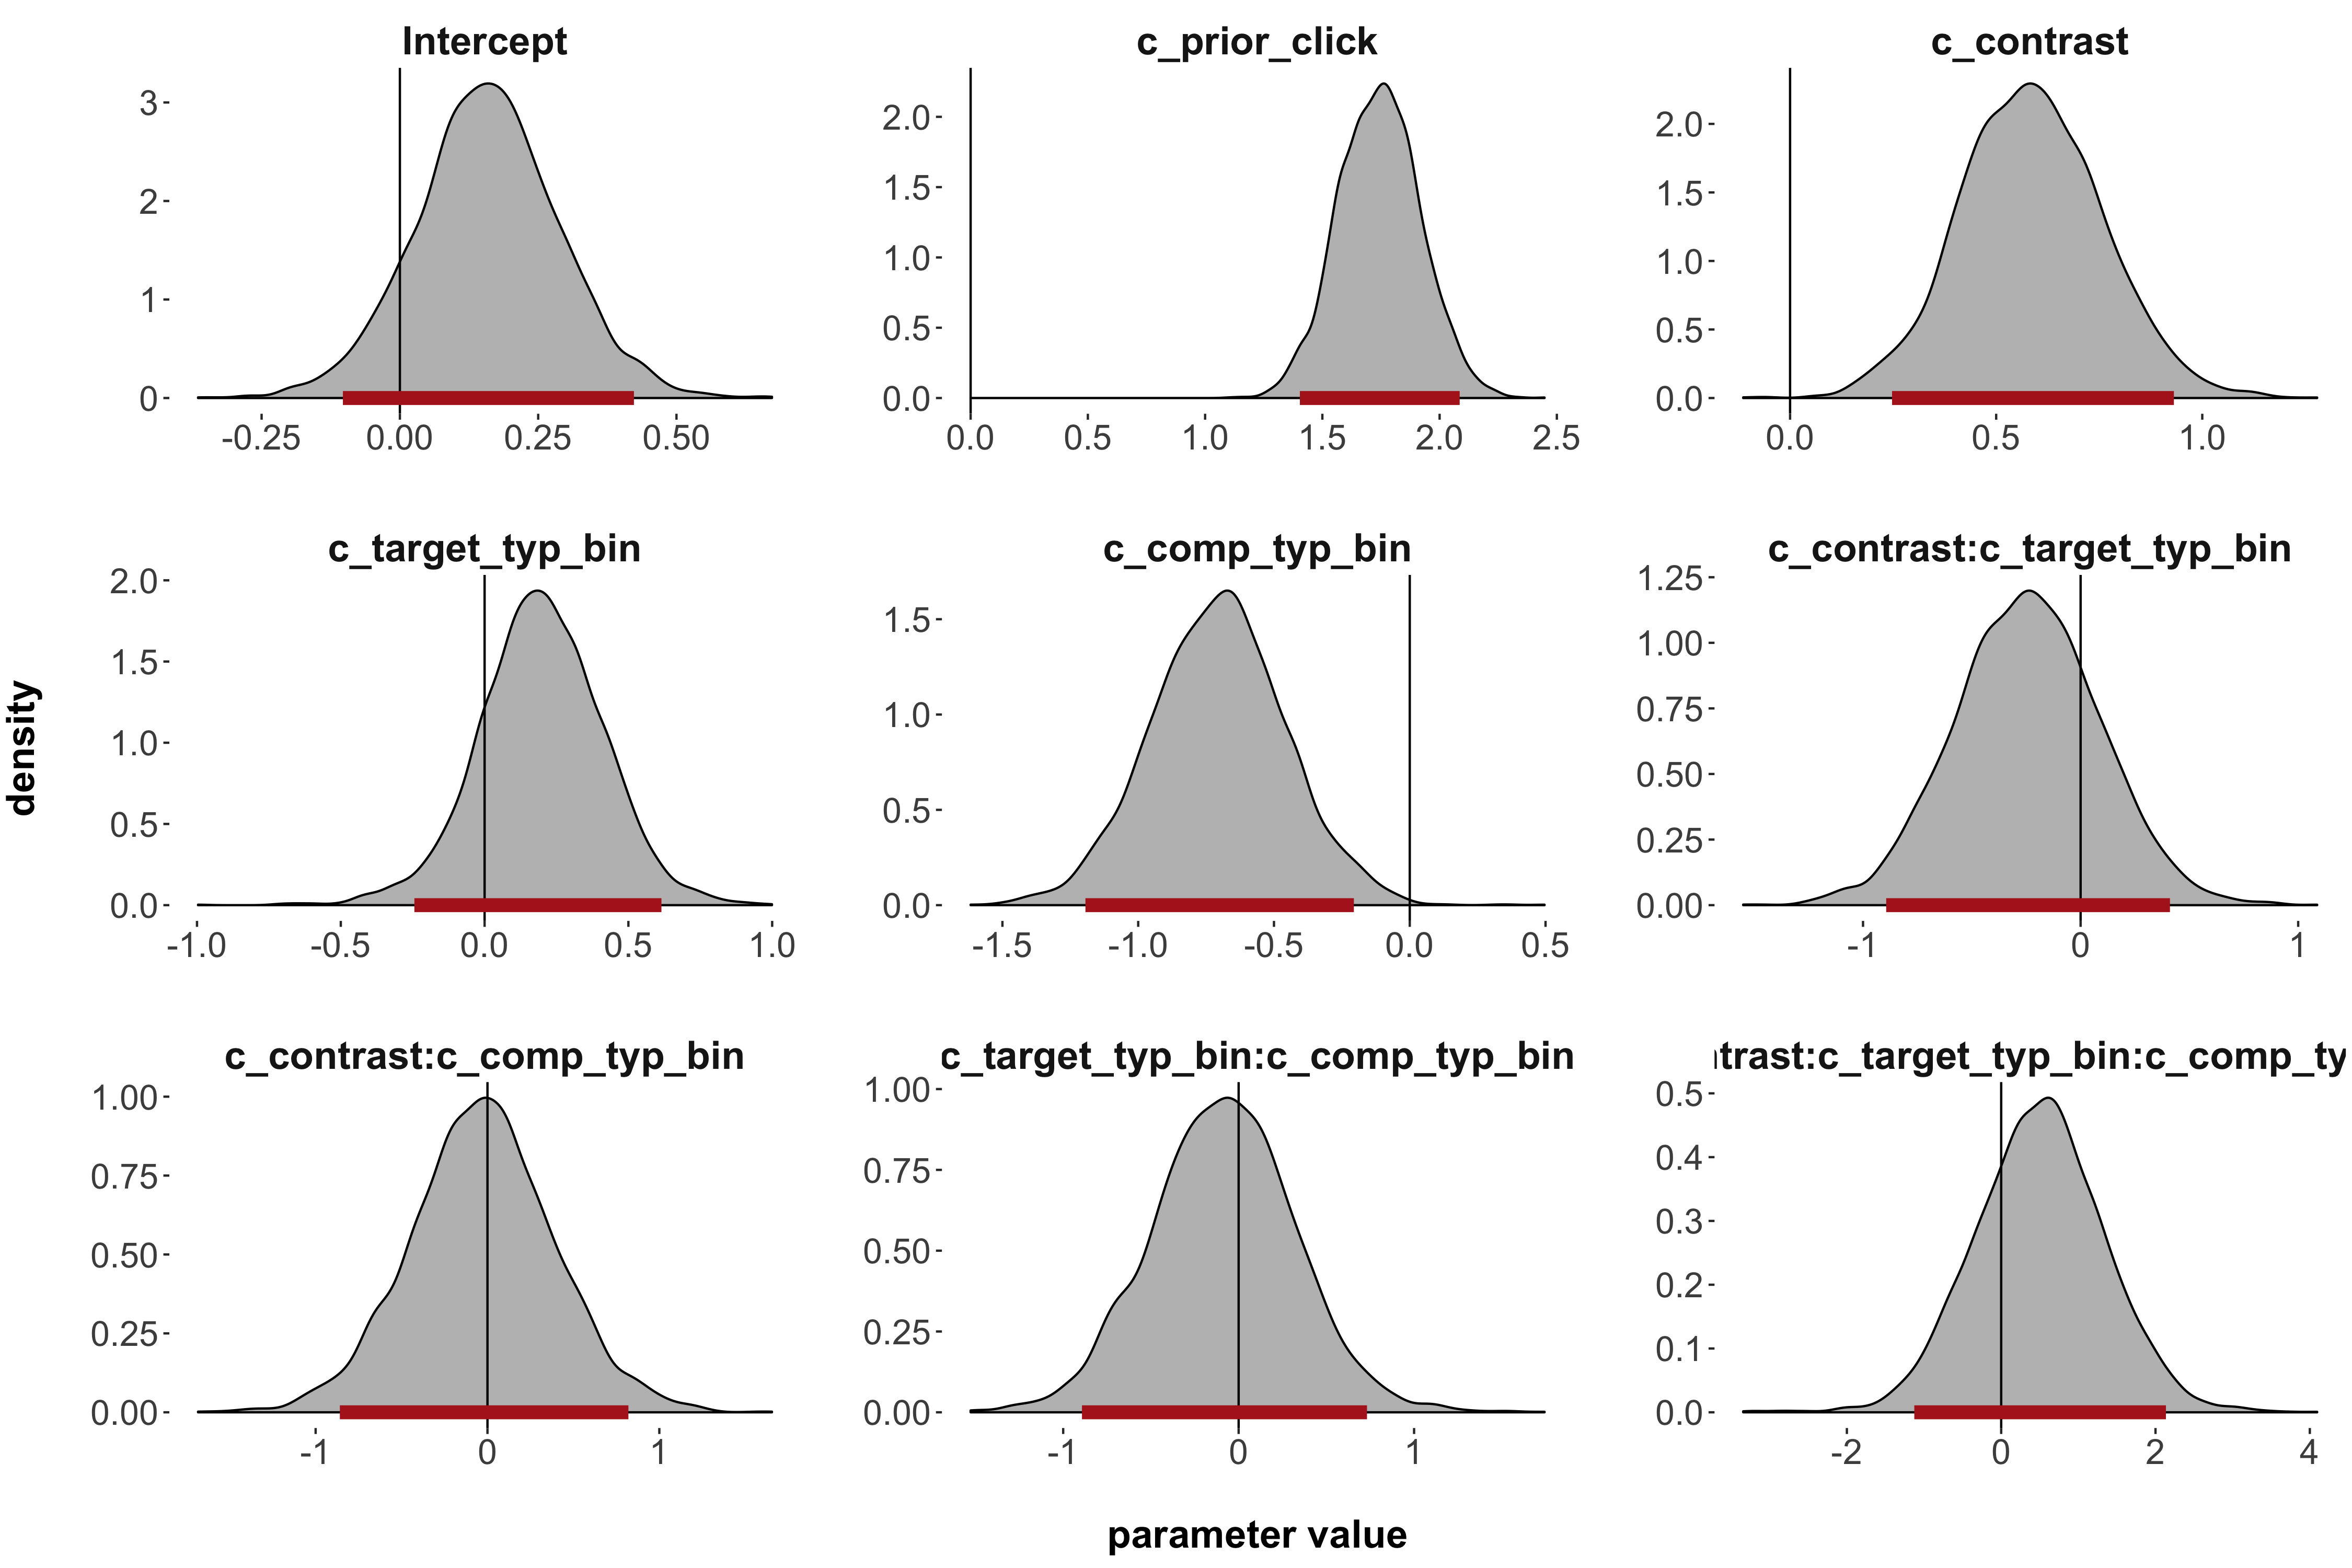 Intercept
c_prior_click
c_contrast
3
2
1
0
-0.25 0.00 0.25 0.50
2.0
1.5
1.0
0.5
0.0
0.0 0.5 1.0 1.5 2.0 2.5
2.0
1.5
1.0
0.5
0.0
0.0 0.5 1.0
c_target_typ_bin
c_comp_typ_bin
c_contrast:c_target_typ_bin
2.0
1.5
1.0
0.5
0.0
-1.0 -0.5 0.0 0.5 1.0
1.5
1.0
0.5
0.0
-1.5 -1.0 -0.5 0.0 0.5
1.25
1.00
0.75
0.50
0.25
0.00
-1 0 1
density
c_contrast:c_comp_typ_bin
c_target_typ_bin:c_comp_typ_bin
ntrast:c_target_typ_bin:c_comp_ty
1.00
0.75
0.50
0.25
0.00
-1 0 1
1.00
0.75
0.50
0.25
0.00
-1 0 1
0.5
0.4
0.3
0.2
0.1
0.0
-2 0 2 4
parameter value